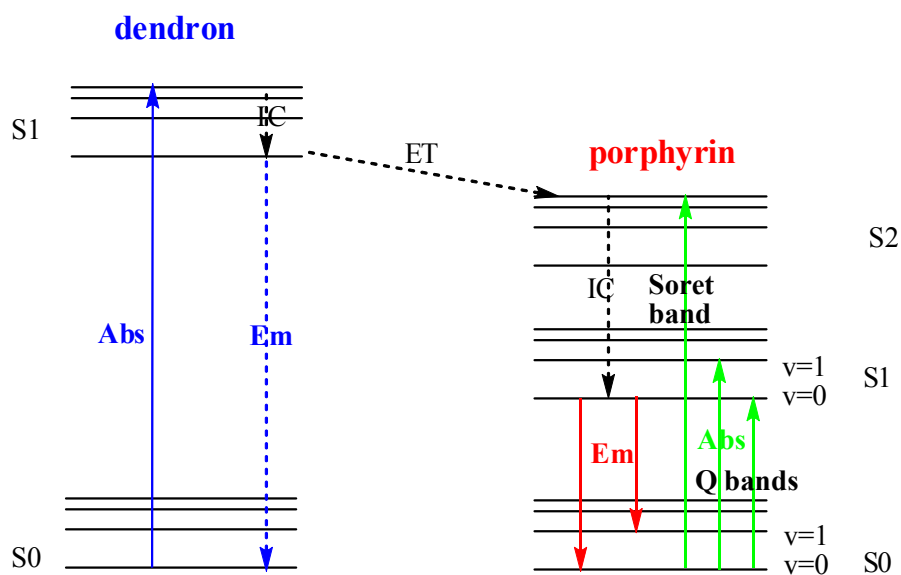 dendron
S1
IC
ET
porphyrin
S2
IC
Soret
band
Abs
Em
v=1
v=0
S1
Em
Abs
Q bands
S0
v=1
v=0
S0